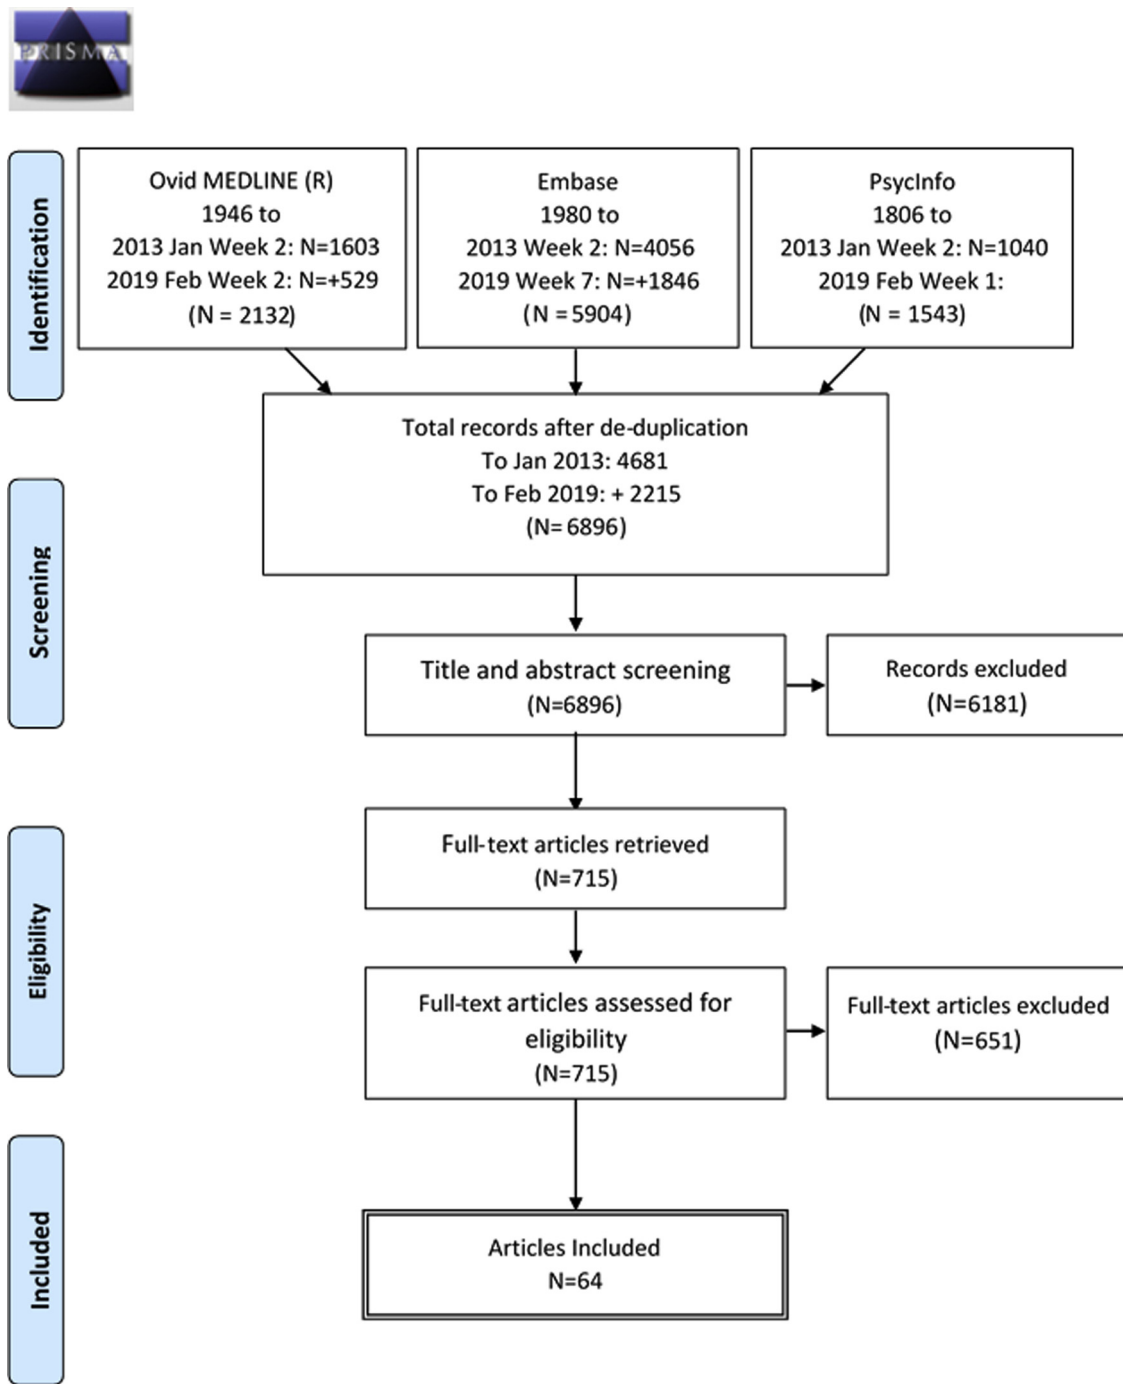 PRISMA
Identification
Ovid MEDLINE (R)
1946 to
2013 Jan Week 2: N=1603
2019 Feb Week 2: N=+529
(N = 2132)
Embase
1980 to
2013 Week 2: N=4056
2019 Week 7: N=+1846
(N = 5904)
PsycInfo
1806 to
2013 Jan Week 2: N=1040
2019 Feb Week 1:
(N = 1543)
Screening
Total records after de-duplication
To Jan 2013: 4681
To Feb 2019: + 2215
(N= 6896)
Title and abstract screening
(N=6896)
Records excluded
(N=6181)
Eligibility
Full-text articles retrieved
(N=715)
Full-text articles assessed for
eligibility
(N=715)
Full-text articles excluded
(N=651)
Included
Articles Included
N=64